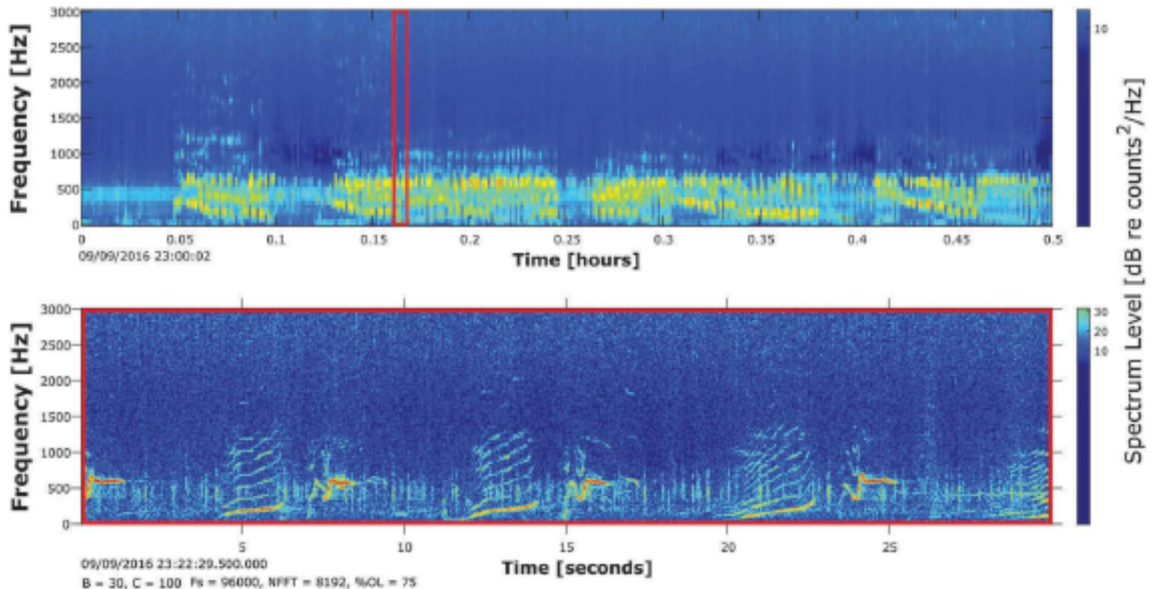 3000
2500
2000
1500
1000
500
0
Frequency [Hz]
0 0.05 0.1 0.15 0.2 0.25 0.3 0.35 0.4 0.45 0.5
09/09/2016 23:00:02
Time [hours]
10
Spectrum Level [dB re counts²/Hz]
3000
2500
2000
1500
1000
500
0
Frequency [Hz]
5 10 15 20 25
09/09/2016 23:22:29.500.000
Time [seconds]
B = 30, C = 100 Fs = 96000, NFFT = 8192, %OL = 75
30
20
10